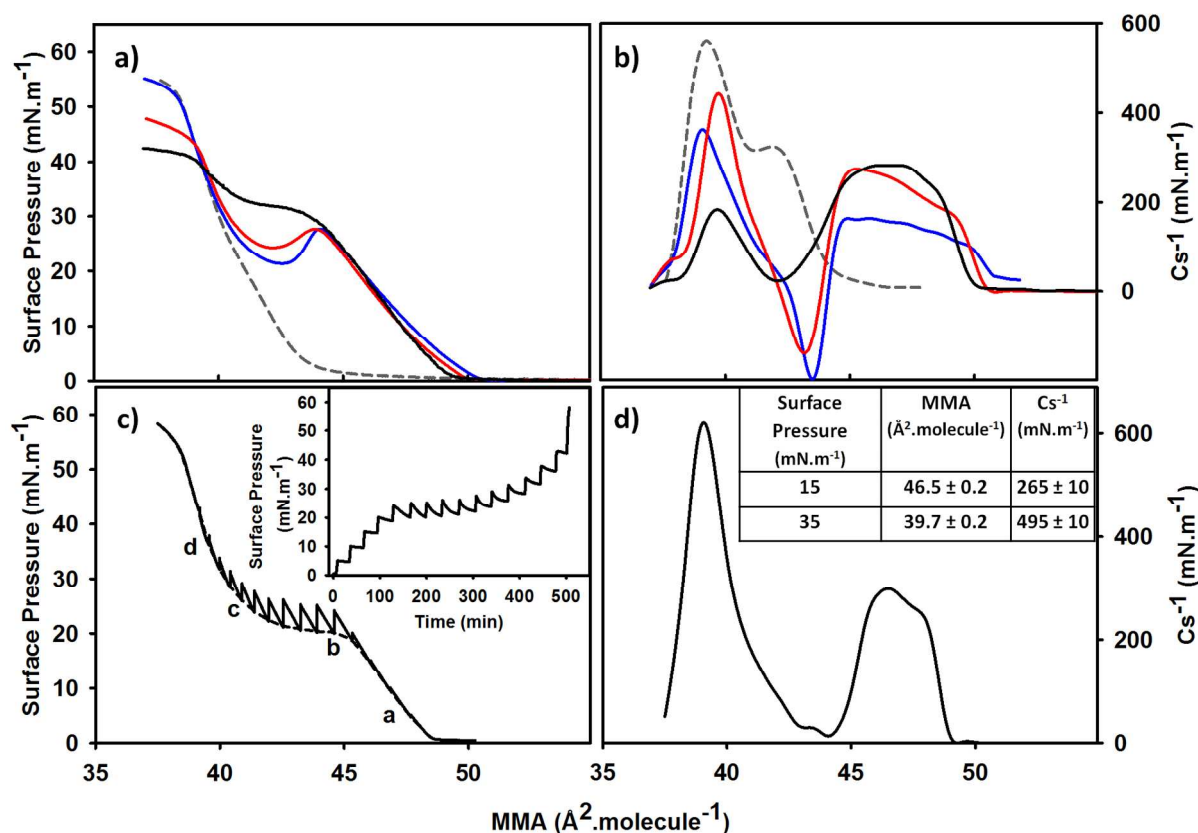 a)
Surface Pressure (mN.m-1)
60
50
40
30
20
10
0
b)
600
400
200
0
Cs-1 (mN.m-1)
c)
Surface Pressure (mN.m-1)
60
50
40
30
20
10
0
d
c
b
a
35
40
45
50
Surface Pressure
(mN.m-1)
60
50
40
30
20
10
0
0
100
200
300
400
500
Time (min)
d)
Surface
Pressure
(mN.m-1)
MMA
(Å2.molecule-1)
Cs-1
(mN.m-1)
15
46.5 ± 0.2
265 ± 10
35
39.7 ± 0.2
495 ± 10
600
400
200
0
Cs-1 (mN.m-1)
35
40
45
50
MMA (Å2.molecule-1)